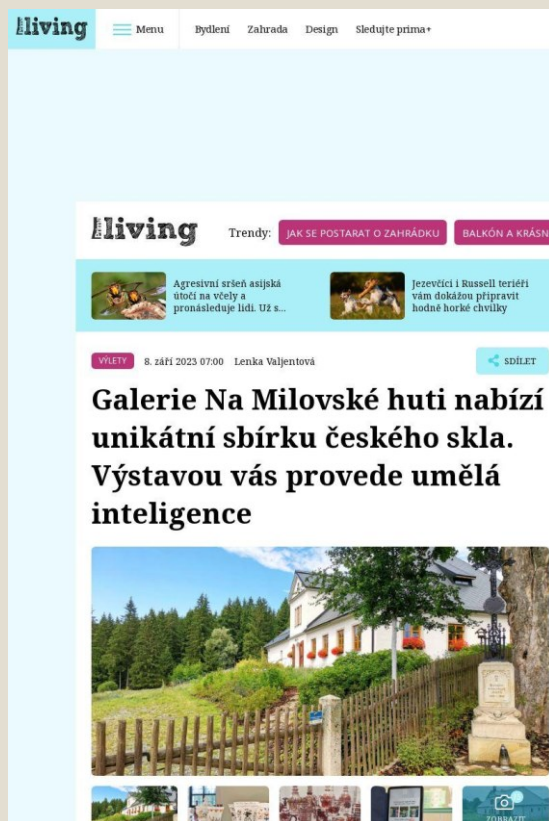 living
Menu
Bydlení
Zahrada
Design
Sledujte prima+
living
Trendy:
JAK SE POSTARAT O ZAHRÁDKU
BALKÓN A KRÁSN
Agresivní sršeň asijská
útočí na včely a
pronásleduje lidi. Už s...
Jezevčíci i Russell teriéři
vám dokážou připravit
hodně horké chvilky
VÝLETY
8. září 2023 07:00
Lenka Valjentová
SDÍLET
Galerie Na Milovské huti nabízí
unikátní sbírku českého skla.
Výstavou vás provede umělá
inteligence
ZOBRAZIT